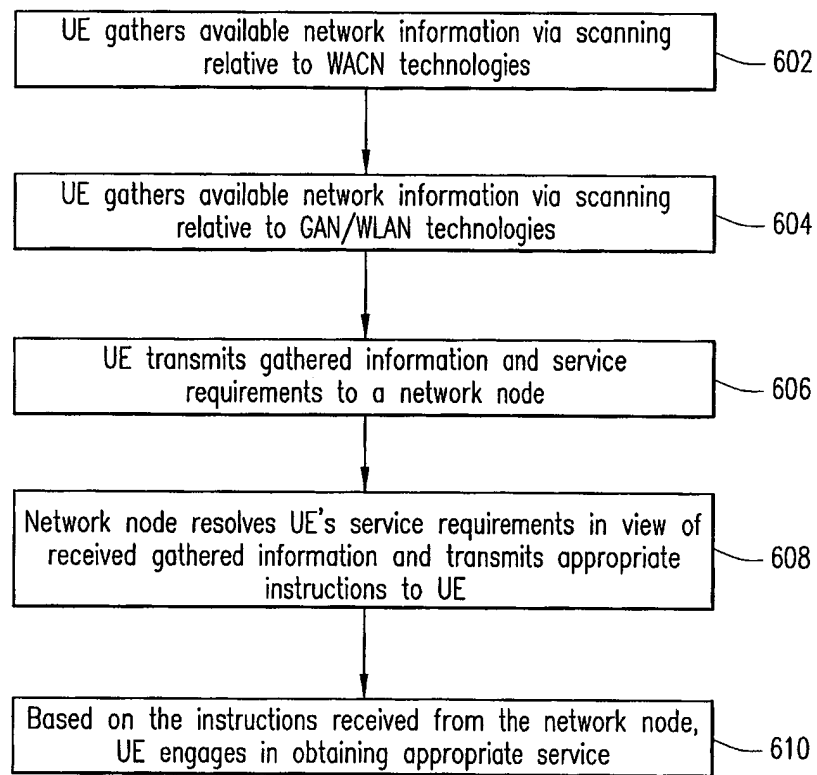 UE gathers available network information via scanning
relative to WACN technologies
602
UE gathers available network information via scanning
relative to GAN/WLAN technologies
604
UE transmits gathered information and service
requirements to a network node
606
Network node resolves UE's service requirements in view of
received gathered information and transmits appropriate
instructions to UE
608
Based on the instructions received from the network node,
UE engages in obtaining appropriate service
610